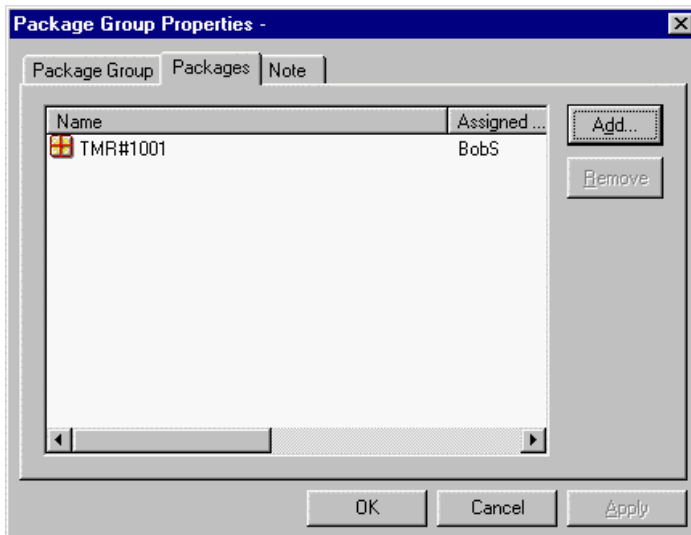 Package Group Properties -
Package Group Packages Note
Name Assigned ... Add...
TMR#1001 BobS
Remove
OK Cancel Apply